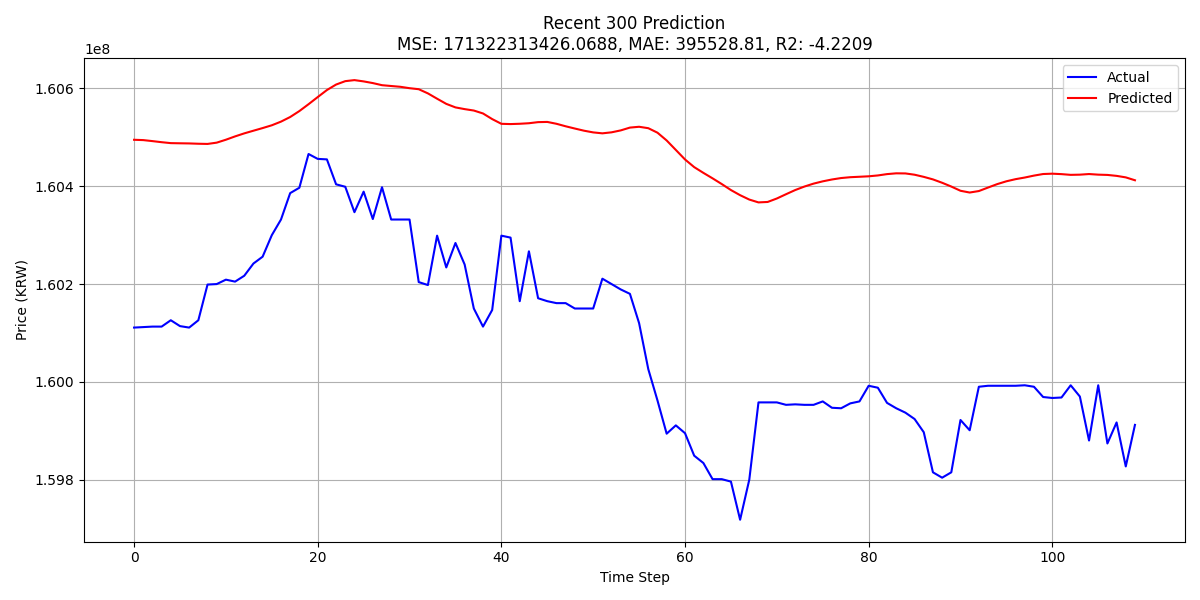 Recent 300 Prediction
MSE: 171322313426.0688, MAE: 395528.81, R2: -4.2209
1e8
Actual
Predicted
1.606
1.604
1.602
1.600
1.598
Price (KRW)
0 20 40 60 80 100
Time Step